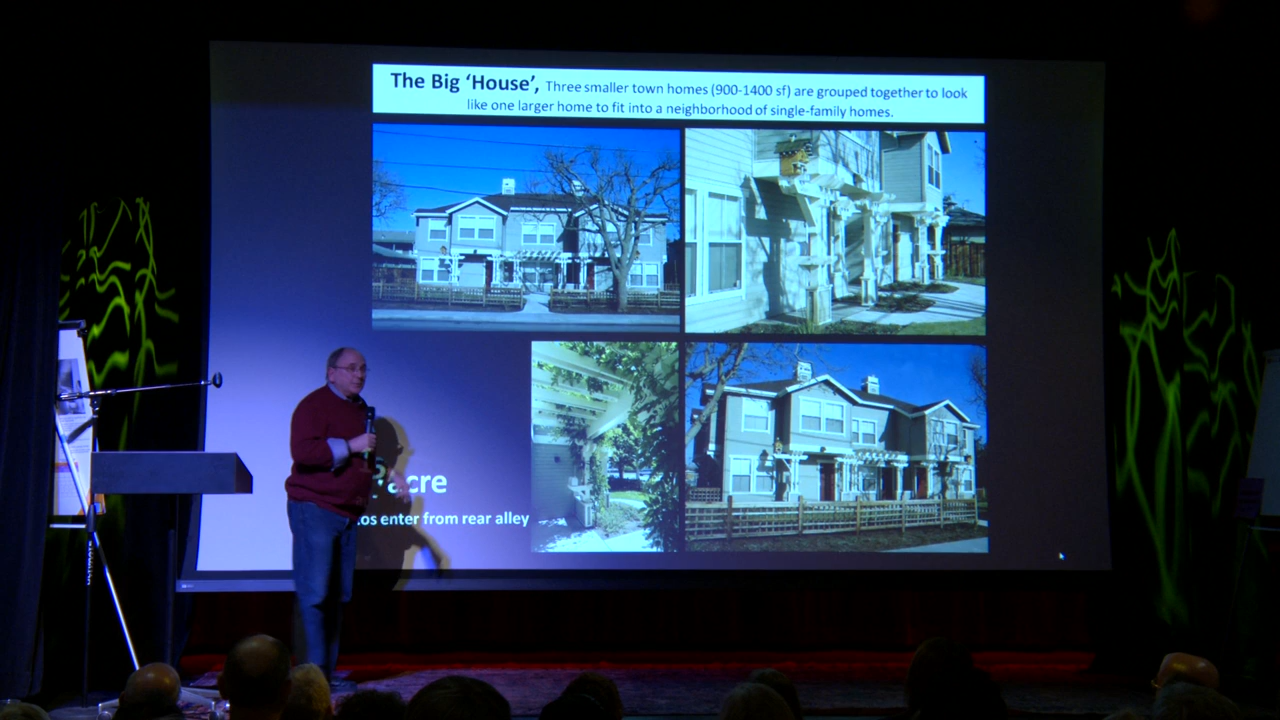 The Big ‘House’, Three smaller town homes (900-1400 sf) are grouped together to look
like one larger home to fit into a neighborhood of single-family homes.
acre
os enter from rear alley